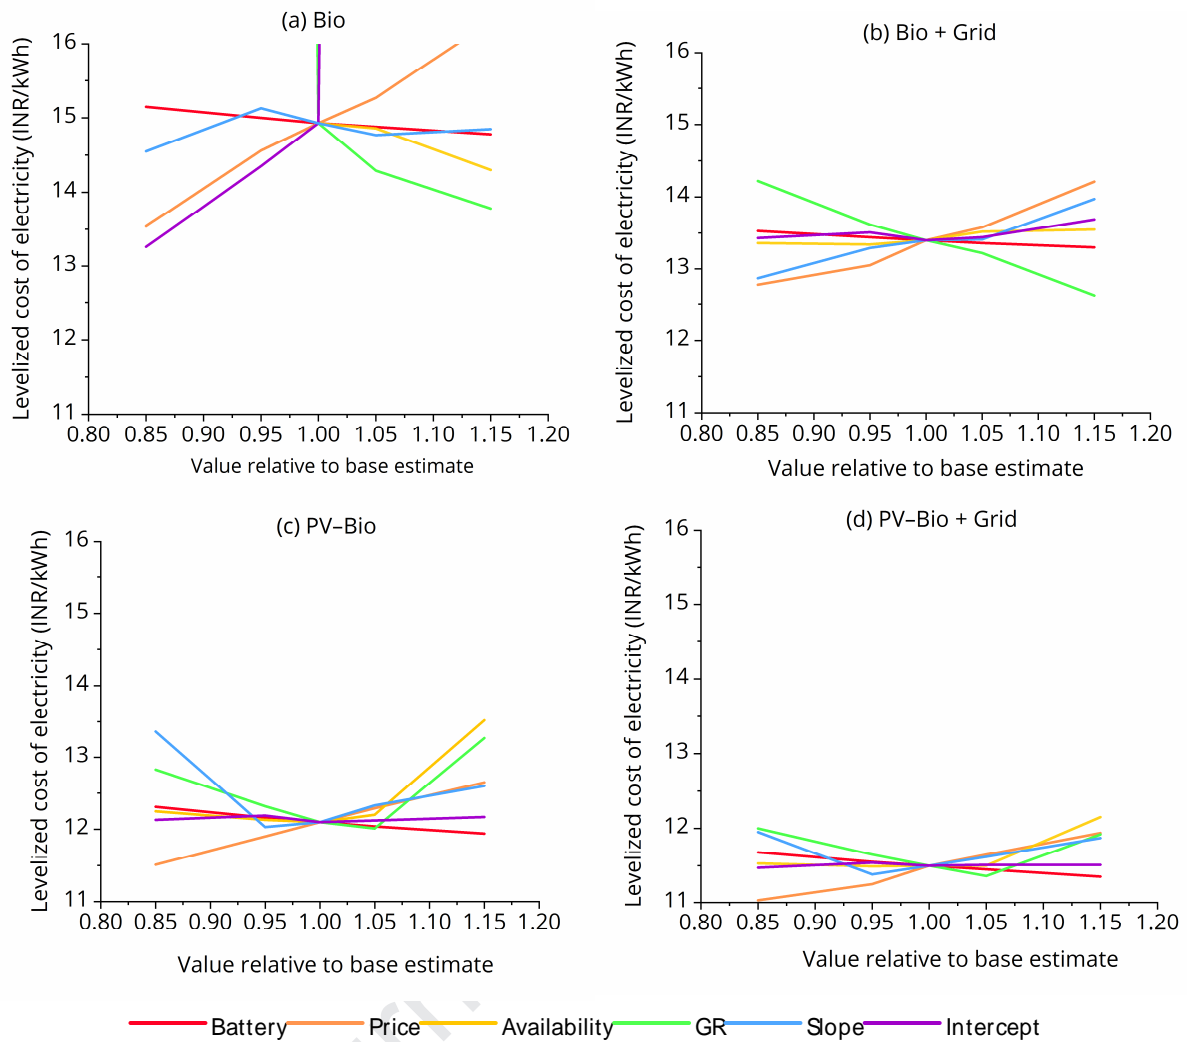 (a) Bio
Levelized cost of electricity (INR/kWh)
16
15
14
13
12
11
0.80 0.85 0.90 0.95 1.00 1.05 1.10 1.15 1.20
Value relative to base estimate
(b) Bio + Grid
Levelized cost of electricity (INR/kWh)
16
15
14
13
12
11
0.80 0.85 0.90 0.95 1.00 1.05 1.10 1.15 1.20
Value relative to base estimate
(c) PV–Bio
Levelized cost of electricity (INR/kWh)
16
15
14
13
12
11
0.80 0.85 0.90 0.95 1.00 1.05 1.10 1.15 1.20
Value relative to base estimate
(d) PV–Bio + Grid
Levelized cost of electricity (INR/kWh)
16
15
14
13
12
11
0.80 0.85 0.90 0.95 1.00 1.05 1.10 1.15 1.20
Value relative to base estimate
Battery Price Availability GR Slope Intercept